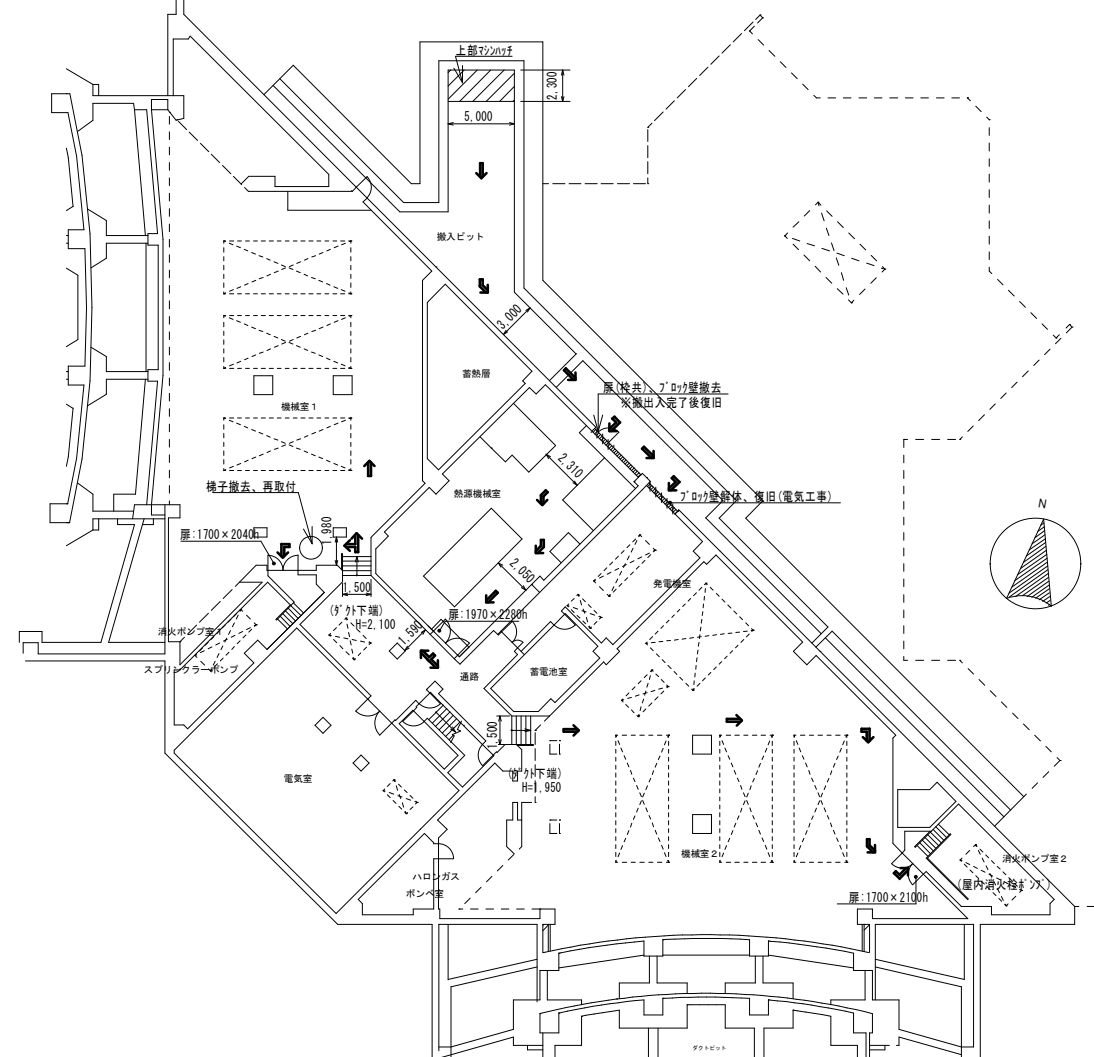 上部ﾏｼﾝﾊｯﾁ
2,300
5,000
搬入ピット
3,000
蓄熱層
扉(枠共)、ﾌﾞﾛｯｸ壁撤去
※搬出入完了後復旧
機械室1
2,310
熱源機械室
梯子撤去、再取付
ﾌﾞﾛｯｸ壁解体、復旧(電気工事)
N
扉:1700×2040h
1,980
2,050
発電機室
1,500
(ﾀﾞｸﾄ下端)
H=2,100
扉:1970×2280h
消火ポンプ室1
スプリンクラーポンプ
1,590
通路
蓄電池室
1,500
電気室
(ﾀﾞｸﾄ下端)
H=1,950
機械室2
消火ポンプ室2
(屋内消火栓ﾎﾟﾝﾌﾟ)
ハロンガス
ボンベ室
扉:1700×2100h
ダクトピット